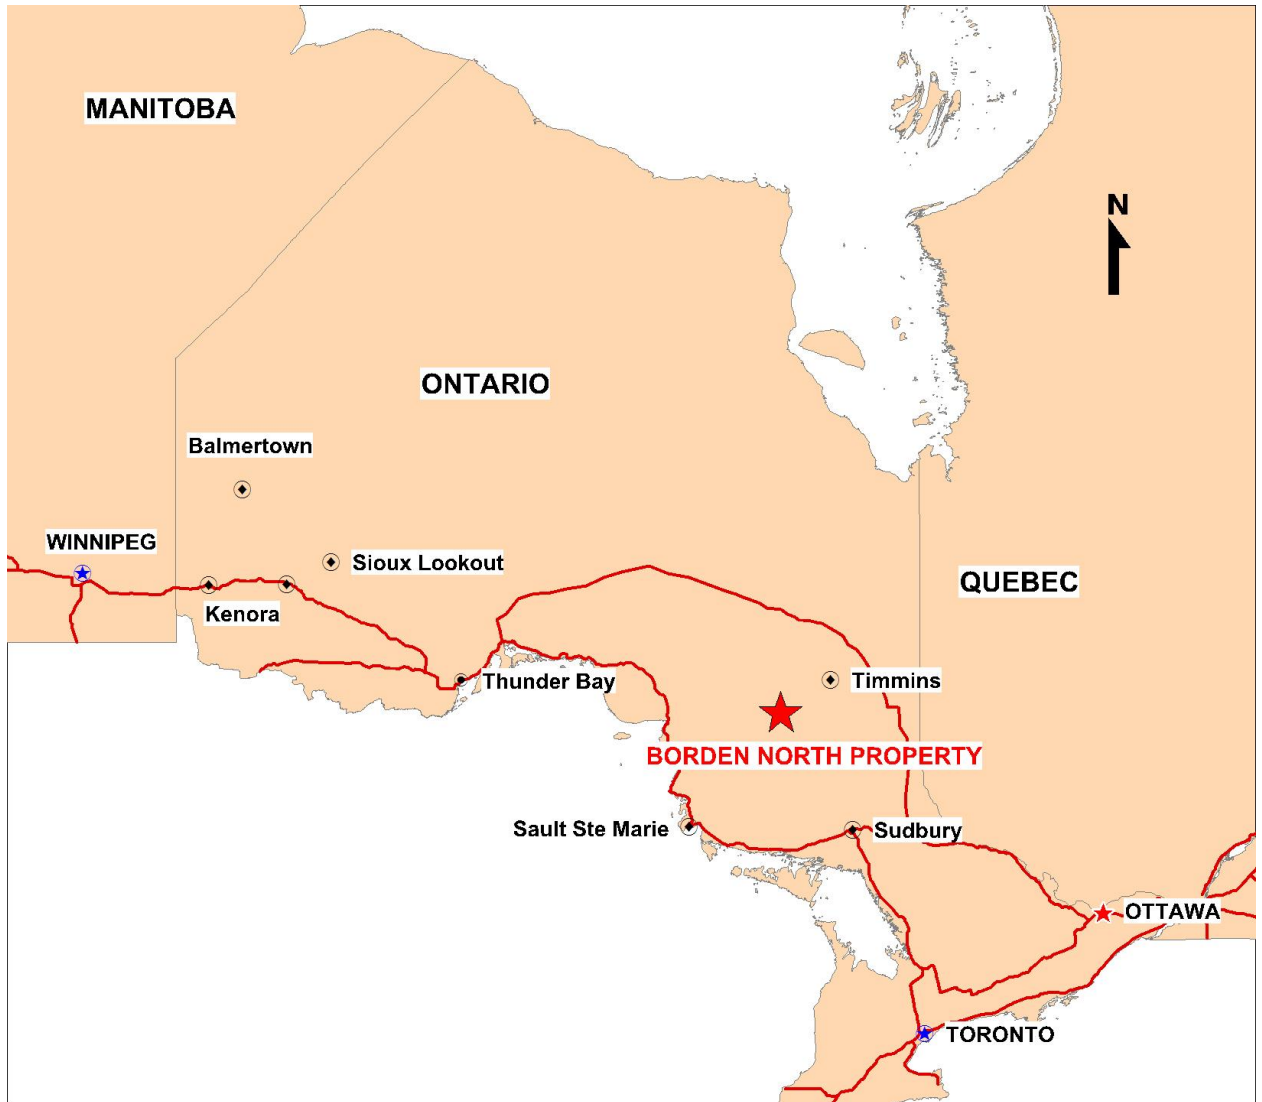 MANITOBA
N
ONTARIO
Balmertown
WINNIPEG
Sioux Lookout
QUEBEC
Kenora
Thunder Bay
Timmins
BORDEN NORTH PROPERTY
Sault Ste Marie
Sudbury
OTTAWA
TORONTO